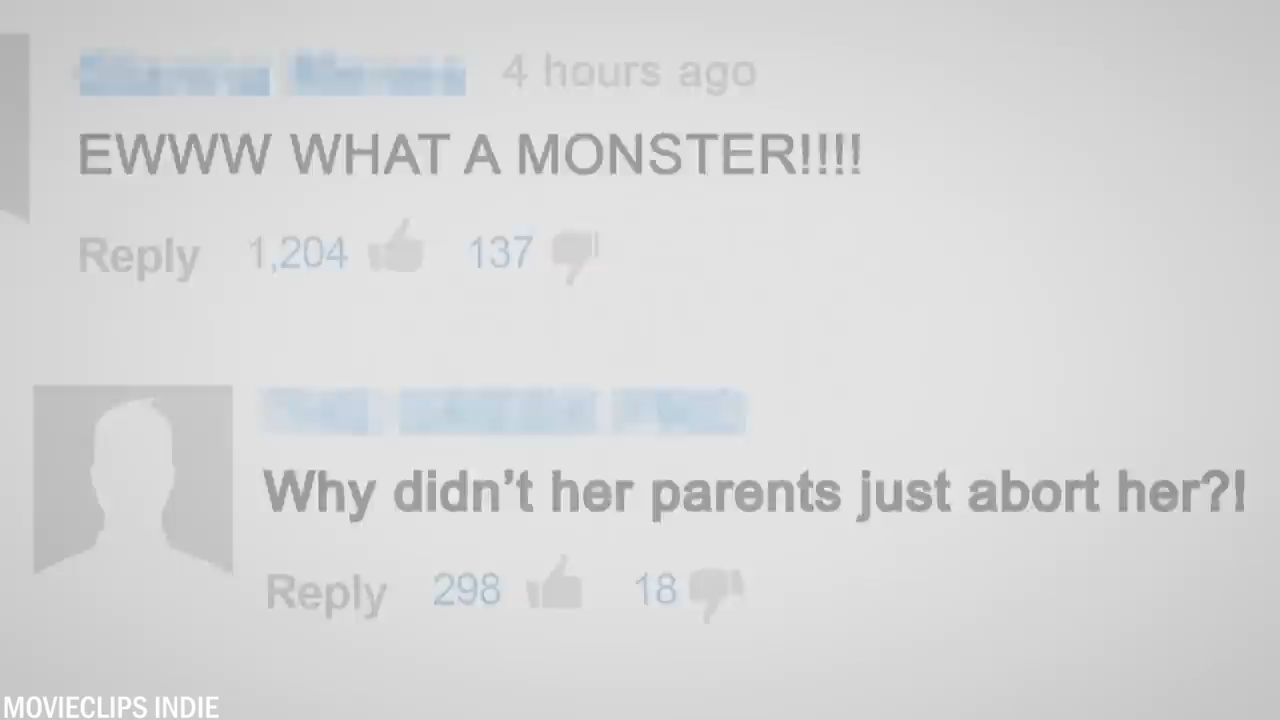 4 hours ago
EWWW WHAT A MONSTER!!!!
Reply 1,204 137
Why didn't her parents just abort her?!
Reply 298 18
MOVIECLIPS INDIE